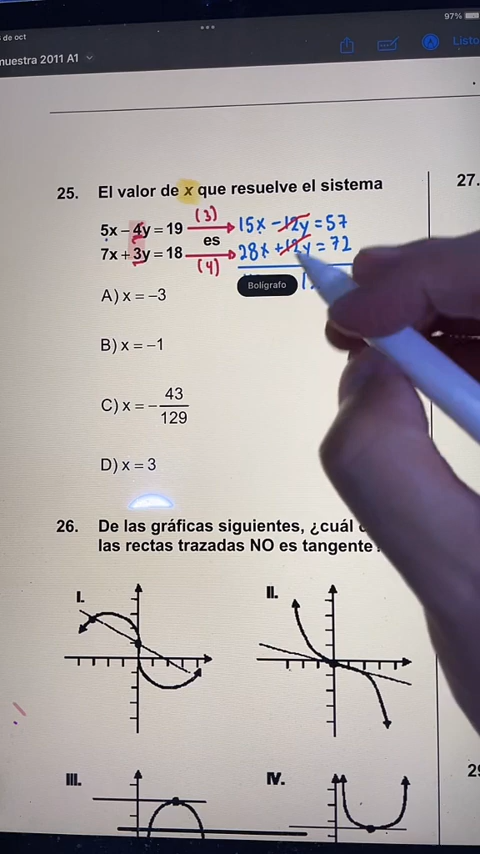 97%
de oct
Listo
muestra 2011 A1
25. El valor de x que resuelve el sistema
27.
5x – 4y = 19 (3) 15x – 12y = 57
es
7x + 3y = 18 (4) 28x + 12y = 72
Bolígrafo
A) x = –3
B) x = –1
C) x = – 43/129
D) x = 3
26. De las gráficas siguientes, ¿cuál
las rectas trazadas NO es tangente
I.
II.
III.
IV.